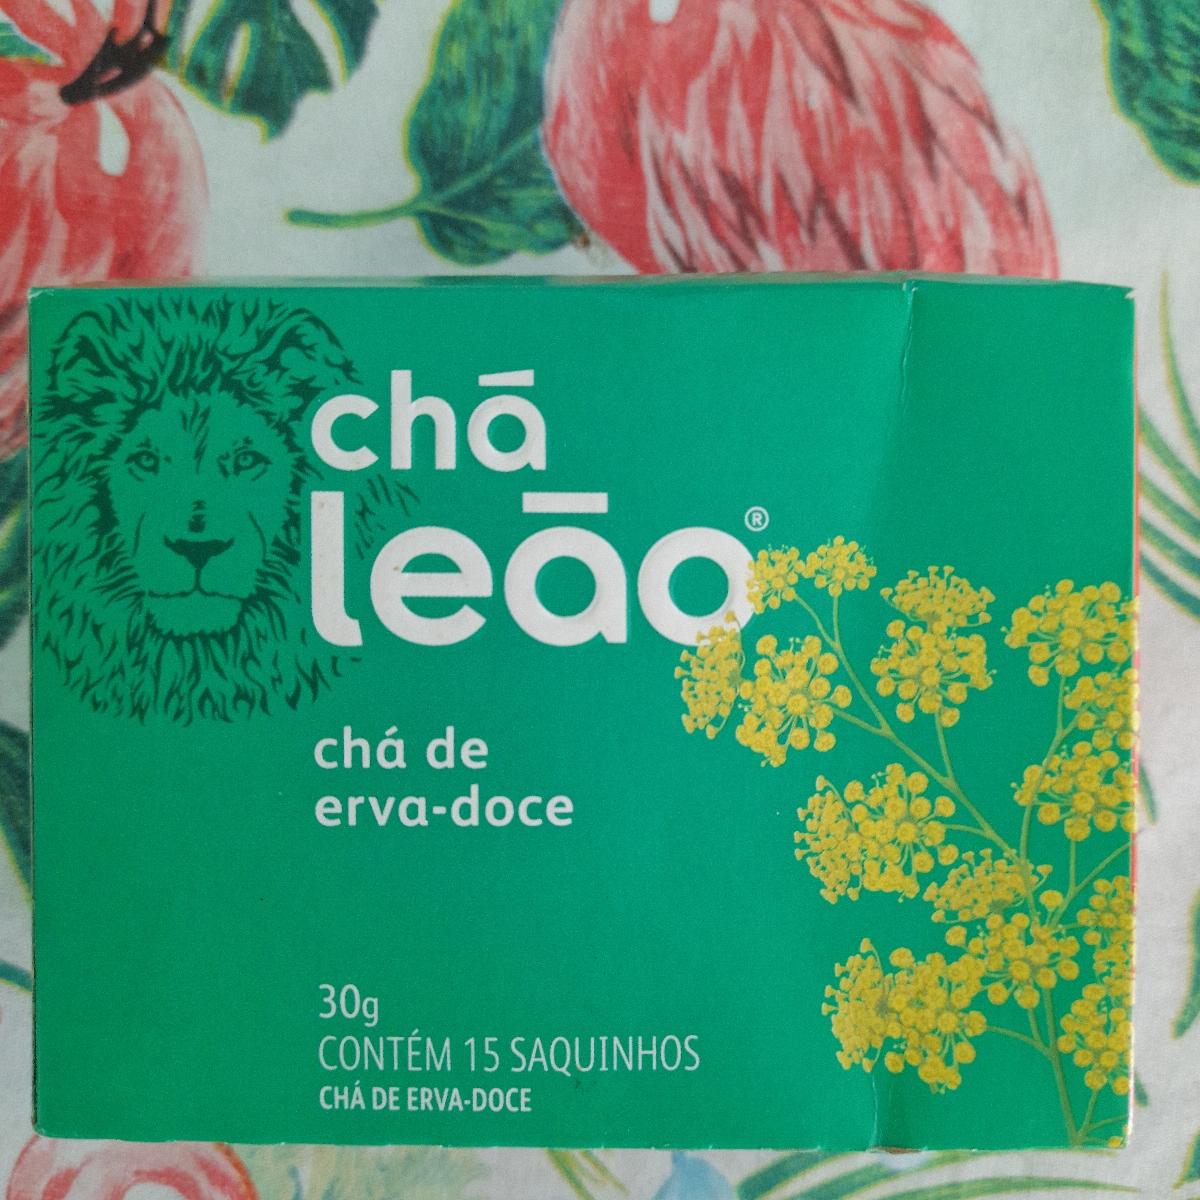 chá
leão®
chá de
erva-doce
30g
CONTÉM 15 SAQUINHOS
CHÁ DE ERVA-DOCE